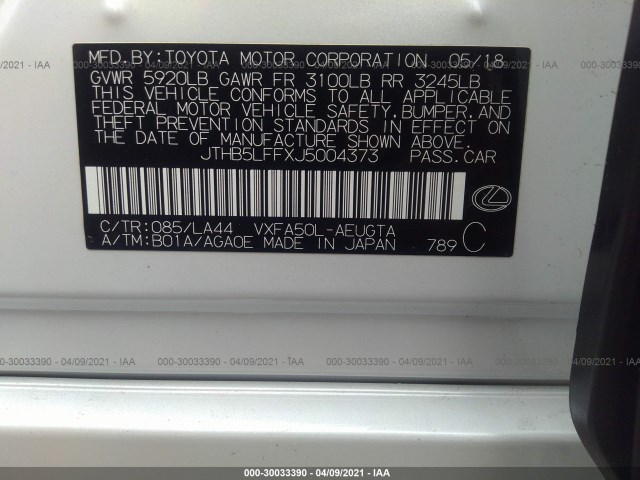 MFD. BY: TOYOTA MOTOR CORPORATION 05/18
GVWR 5920LB GAWR FR 3100LB RR 3245LB
THIS VEHICLE CONFORMS TO ALL APPLICABLE
FEDERAL MOTOR VEHICLE SAFETY, BUMPER, AND
THEFT PREVENTION STANDARDS IN EFFECT ON
THE DATE OF MANUFACTURE SHOWN ABOVE.
JTHB5LFFXJ5004373 PASS. CAR
C/TR: 085/LA44 VXFA50L-AEUGTA
A/TM: B01A/AGA0E MADE IN JAPAN 789 C
000-30033390 - 04/09/2021 - IAA